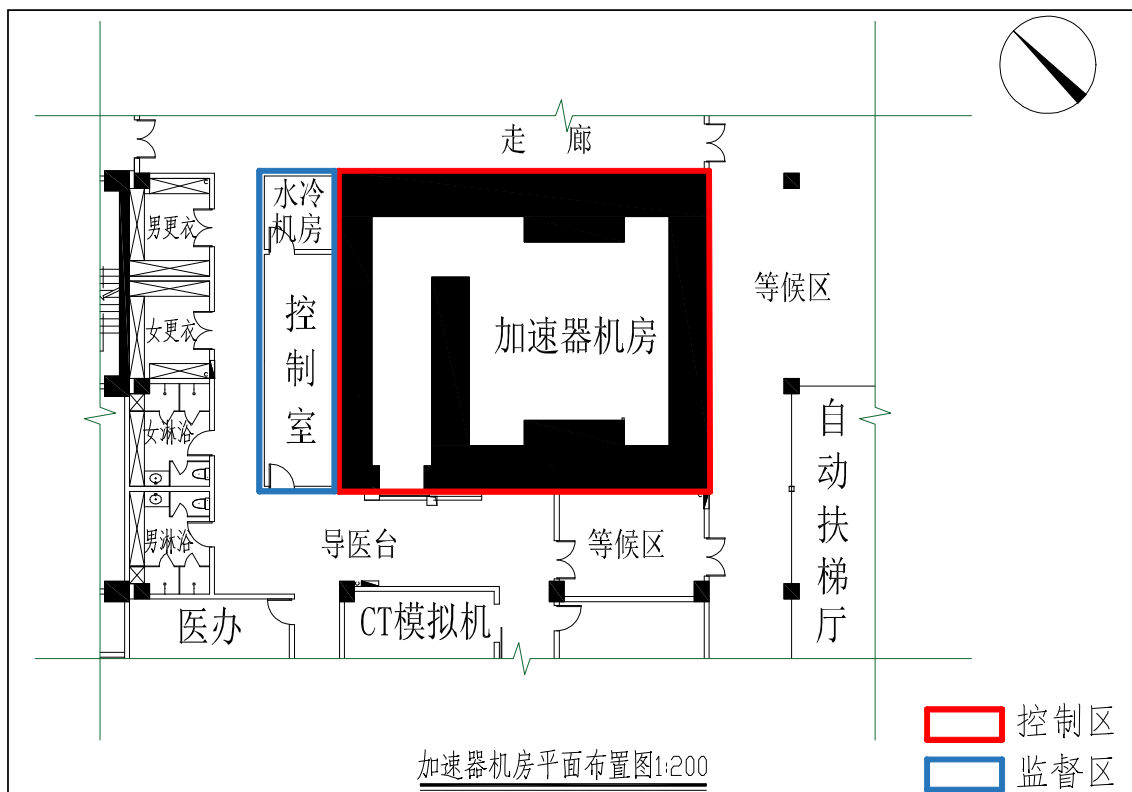 走 廊
水冷
机房
男更衣
等候区
控
制
室
女更衣
加速器机房
自
动
扶
梯
厅
女淋浴
男淋浴
导医台
等候区
医办
CT模拟机
控制区
监督区
加速器机房平面布置图1:200